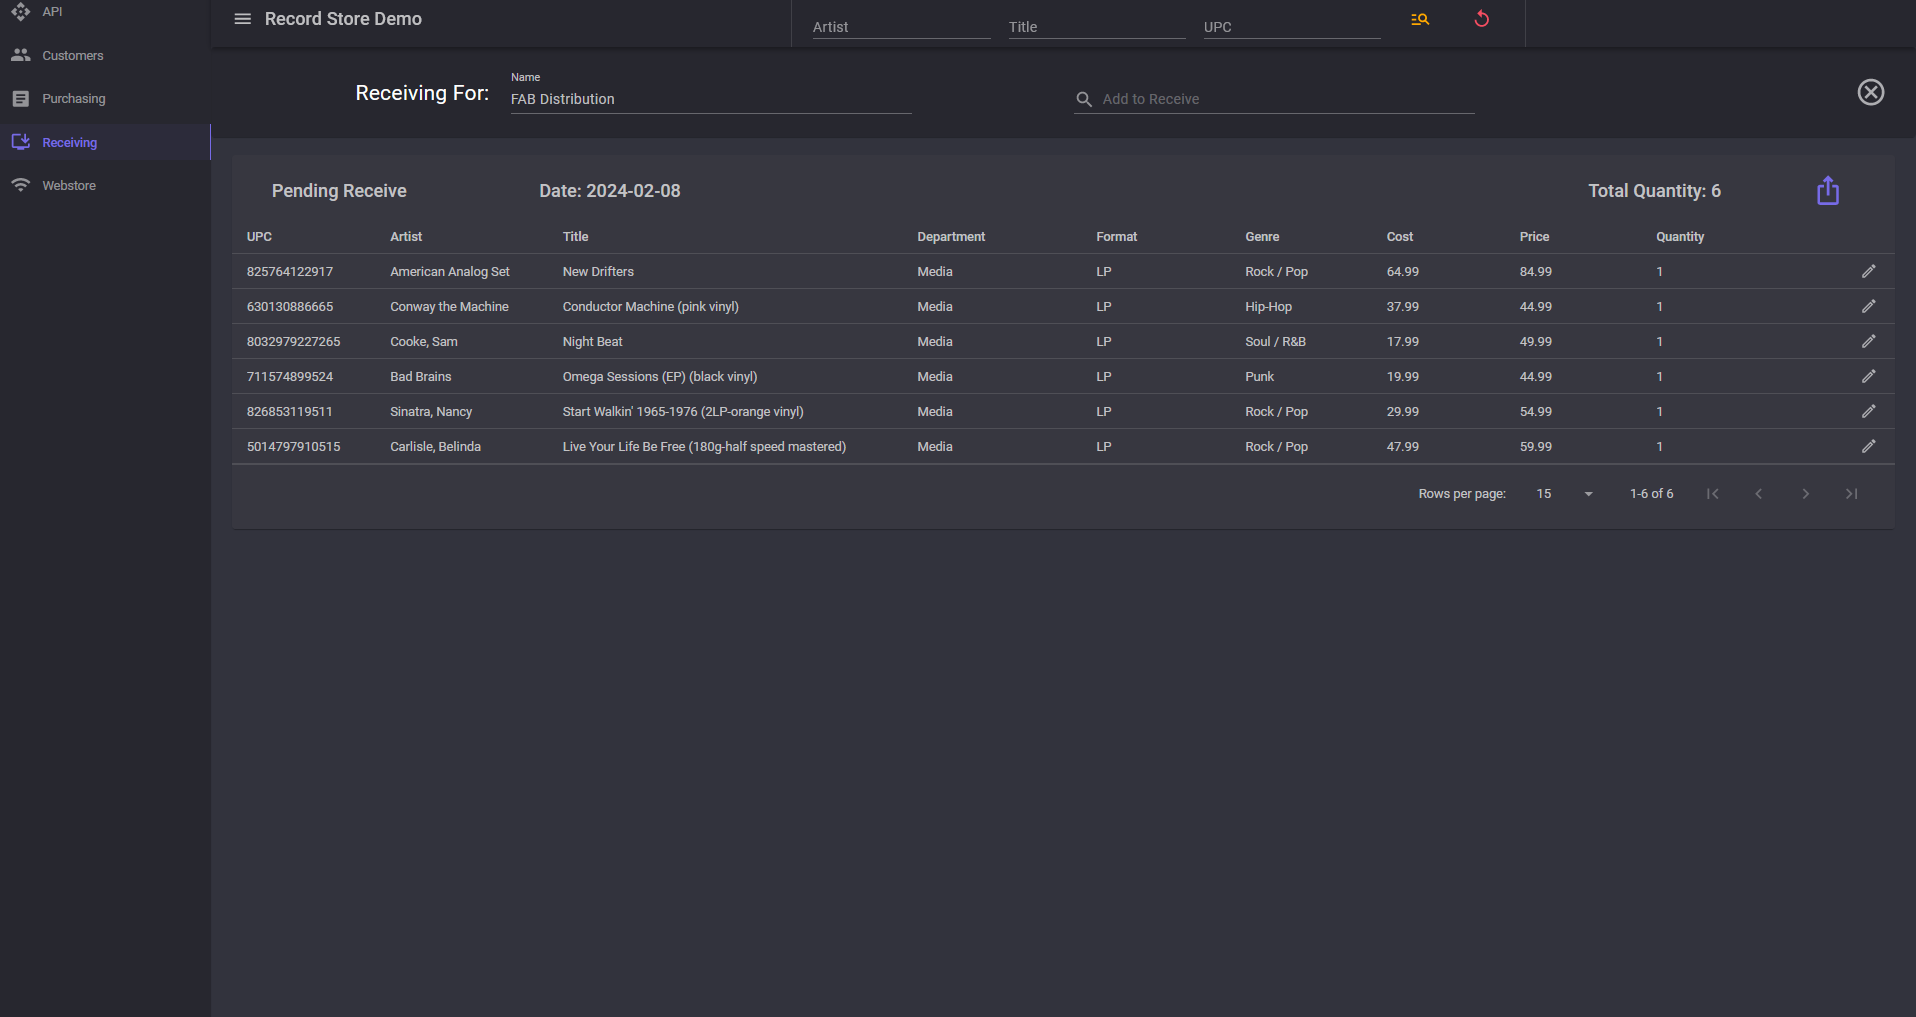 API
Customers
Purchasing
Receiving
Webstore
Record Store Demo
Artist Title UPC
Receiving For: Name FAB Distribution Add to Receive
Pending Receive Date: 2024-02-08 Total Quantity: 6
UPC Artist Title Department Format Genre Cost Price Quantity
825764122917 American Analog Set New Drifters Media LP Rock / Pop 64.99 84.99 1
630130886665 Conway the Machine Conductor Machine (pink vinyl) Media LP Hip-Hop 37.99 44.99 1
8032979227265 Cooke, Sam Night Beat Media LP Soul / R&B 17.99 49.99 1
711574899524 Bad Brains Omega Sessions (EP) (black vinyl) Media LP Punk 19.99 44.99 1
826853119511 Sinatra, Nancy Start Walkin' 1965-1976 (2LP-orange vinyl) Media LP Rock / Pop 29.99 54.99 1
5014797910515 Carlisle, Belinda Live Your Life Be Free (180g-half speed mastered) Media LP Rock / Pop 47.99 59.99 1
Rows per page: 15 1-6 of 6